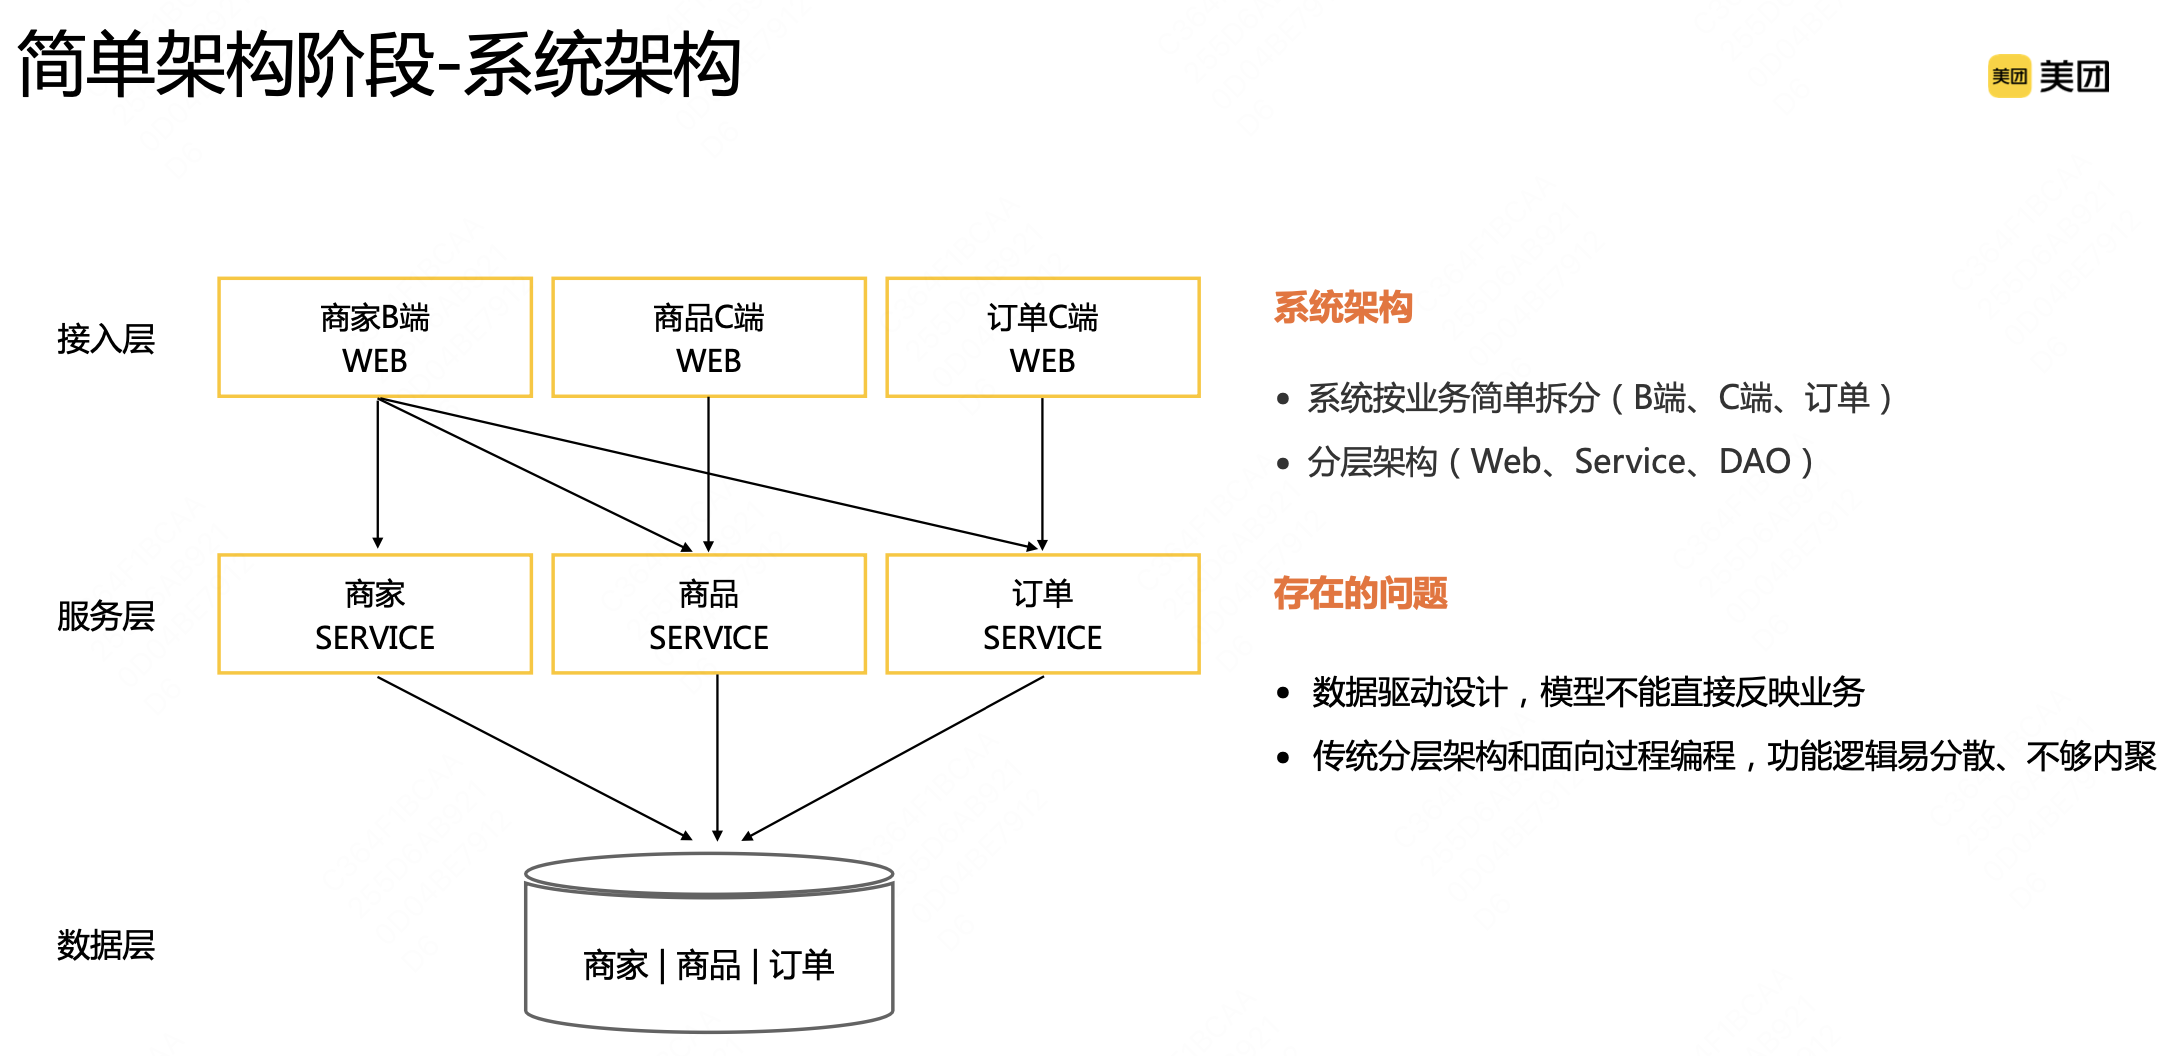 简单架构阶段-系统架构
美团 美团
接入层
商家B端
WEB
商品C端
WEB
订单C端
WEB
服务层
商家
SERVICE
商品
SERVICE
订单
SERVICE
数据层
商家 | 商品 | 订单
系统架构
• 系统按业务简单拆分（B端、C端、订单）
• 分层架构（Web、Service、DAO）
存在的问题
• 数据驱动设计，模型不能直接反映业务
• 传统分层架构和面向过程编程，功能逻辑易分散、不够内聚